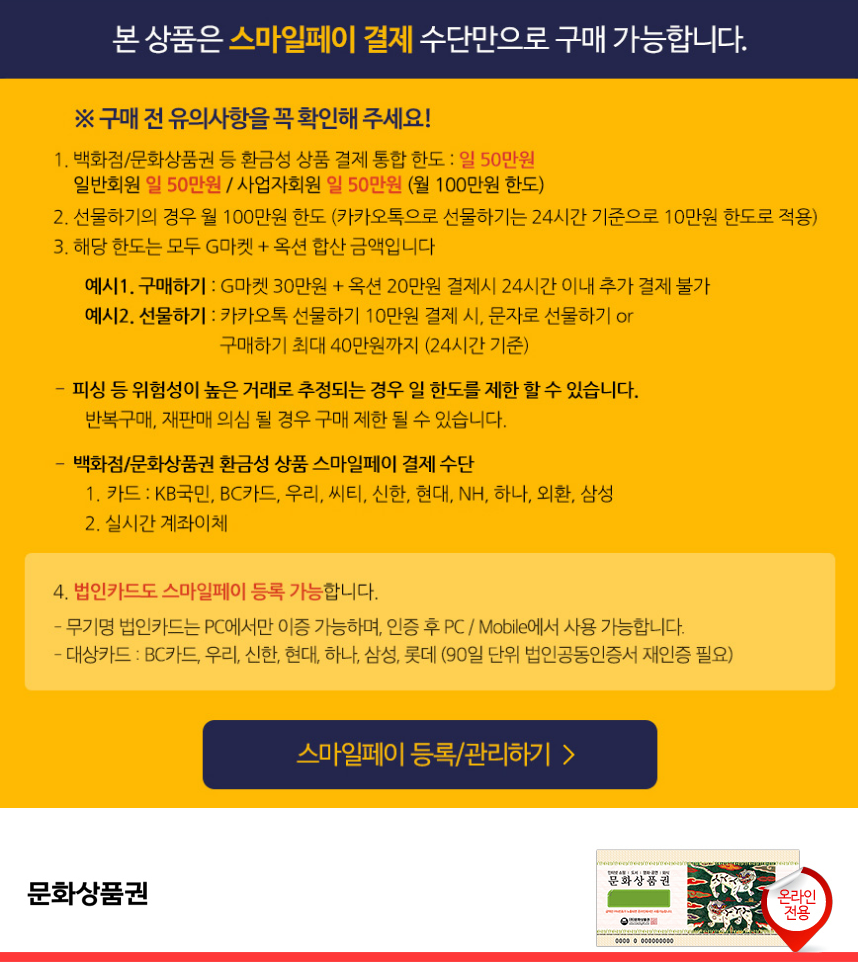 본 상품은 스마일페이 결제 수단만으로 구매 가능합니다.
※ 구매 전 유의사항을 꼭 확인해 주세요!
1. 백화점/문화상품권 등 환금성 상품 결제 통합 한도 : 일 50만원
일반회원 일 50만원 / 사업자회원 일 50만원 (월 100만원 한도)
2. 선물하기의 경우 월 100만원 한도 (카카오톡으로 선물하기는 24시간 기준으로 10만원 한도로 적용)
3. 해당 한도는 모두 G마켓 + 옥션 합산 금액입니다
예시1. 구매하기 : G마켓 30만원 + 옥션 20만원 결제시 24시간 이내 추가 결제 불가
예시2. 선물하기 : 카카오톡 선물하기 10만원 결제 시, 문자로 선물하기 or
구매하기 최대 40만원까지 (24시간 기준)
- 피싱 등 위험성이 높은 거래로 추정되는 경우 일 한도를 제한 할 수 있습니다.
반복구매, 재판매 의심 될 경우 구매 제한 될 수 있습니다.
- 백화점/문화상품권 환금성 상품 스마일페이 결제 수단
1. 카드 : KB국민, BC카드, 우리, 씨티, 신한, 현대, NH, 하나, 외환, 삼성
2. 실시간 계좌이체
4. 법인카드도 스마일페이 등록 가능합니다.
- 무기명 법인카드는 PC에서만 이증 가능하며, 인증 후 PC / Mobile에서 사용 가능합니다.
- 대상카드 : BC카드, 우리, 신한, 현대, 하나, 삼성, 롯데 (90일 단위 법인공동인증서 재인증 필요)
스마일페이 등록/관리하기 >
문화상품권
문화상품권
온라인
전용
0000 0 000000000